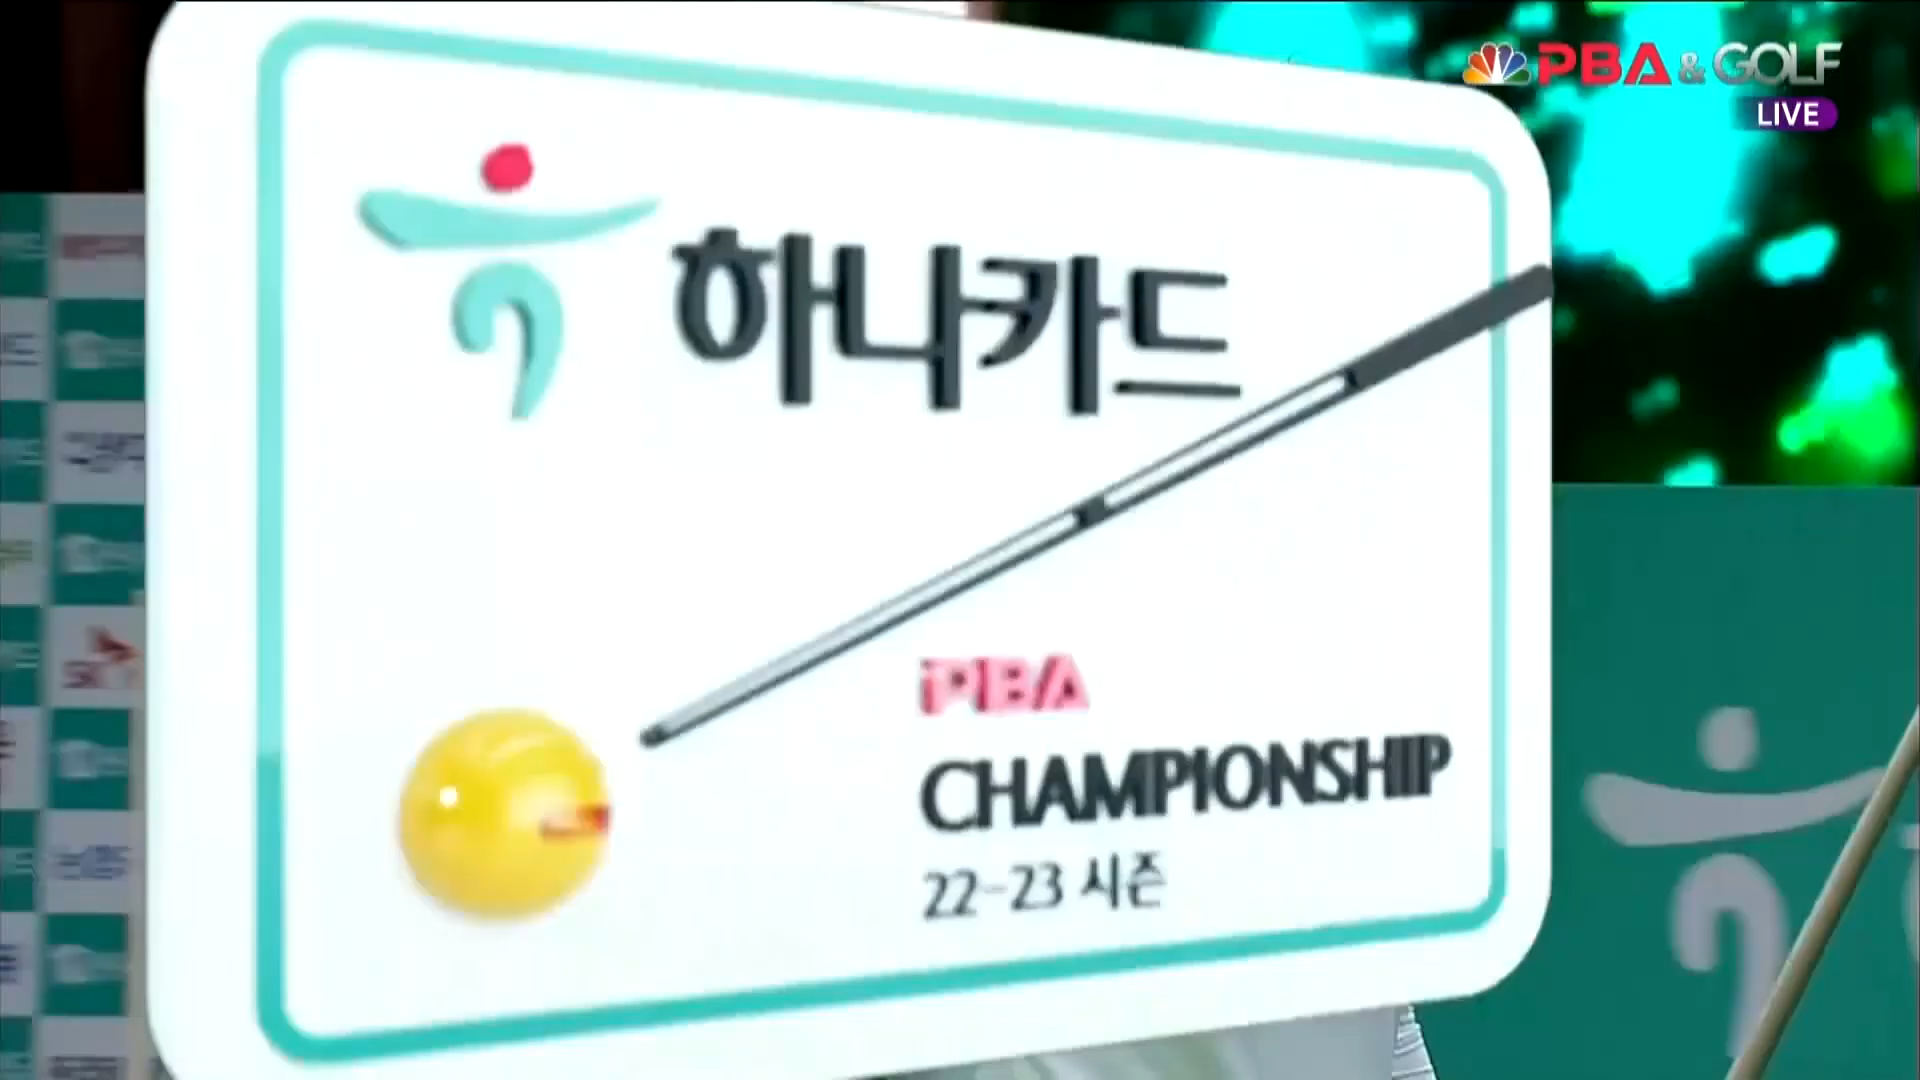 PBA & GOLF
LIVE
하나카드
PBA
CHAMPIONSHIP
22-23 시즌